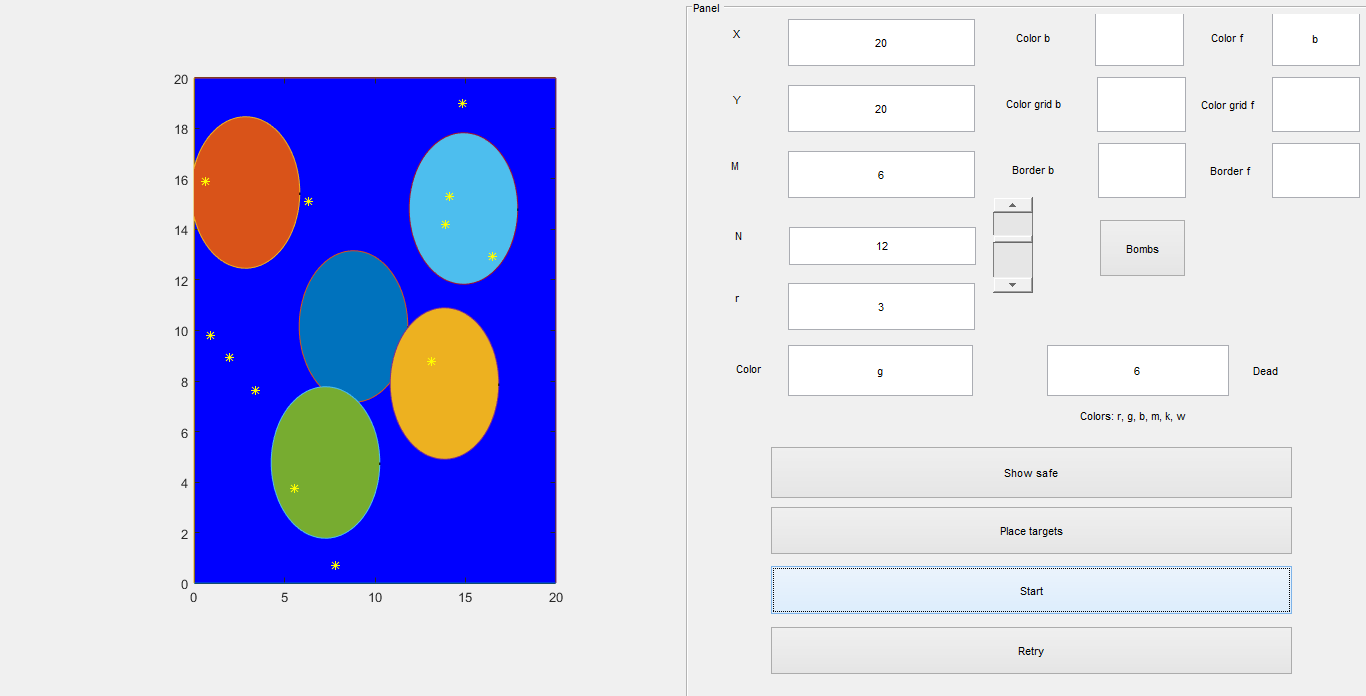 Panel
X 20 Color b Color f b
Y 20 Color grid b Color grid f
M 6 Border b Border f
N 12 Bombs
r 3
Color g 6 Dead
Colors: r, g, b, m, k, w
Show safe
Place targets
Start
Retry
20
18
16
14
12
10
8
6
4
2
0
0 5 10 15 20